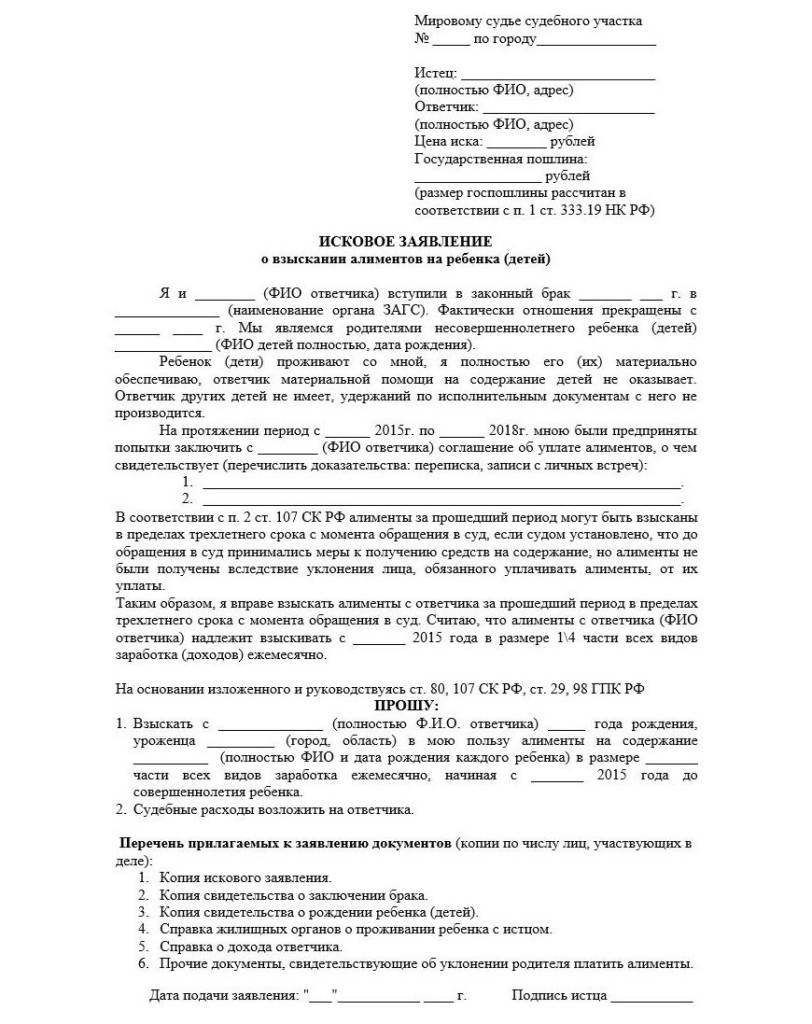 Мировому судье судебного участка
№ _____ по городу________________
Истец: __________________________
(полностью ФИО, адрес)
Ответчик: _______________________
(полностью ФИО, адрес)
Цена иска: ________ рублей
Государственная пошлина:
_________________ рублей
(размер госпошлины рассчитан в
соответствии с п. 1 ст. 333.19 НК РФ)
ИСКОВОЕ ЗАЯВЛЕНИЕ
о взыскании алиментов на ребенка (детей)
Я и ________ (ФИО ответчика) вступили в законный брак _______ ___ г. в
______________ (наименование органа ЗАГС). Фактически отношения прекращены с
______ ____ г. Мы являемся родителями несовершеннолетнего ребенка (детей)
_____________ (ФИО детей полностью, дата рождения).
Ребенок (дети) проживают со мной, я полностью его (их) материально
обеспечиваю, ответчик материальной помощи на содержание детей не оказывает.
Ответчик других детей не имеет, удержаний по исполнительным документам с него не
производится.
На протяжении период с ______ 2015г. по ______ 2018г. мною были предприняты
попытки заключить с ________ (ФИО ответчика) соглашение об уплате алиментов, о чем
свидетельствует (перечислить доказательства: переписка, записи с личных встреч):
1. ________________________________________________________________.
2. ________________________________________________________________.
В соответствии с п. 2 ст. 107 СК РФ алименты за прошедший период могут быть взысканы
в пределах трехлетнего срока с момента обращения в суд, если судом установлено, что до
обращения в суд принимались меры к получению средств на содержание, но алименты не
были получены вследствие уклонения лица, обязанного уплачивать алименты, от их
уплаты.
Таким образом, я вправе взыскать алименты с ответчика за прошедший период в пределах
трехлетнего срока с момента обращения в суд. Считаю, что алименты с ответчика (ФИО
ответчика) надлежит взыскивать с _______ 2015 года в размере 1\4 части всех видов
заработка (доходов) ежемесячно.
На основании изложенного и руководствуясь ст. 80, 107 СК РФ, ст. 29, 98 ГПК РФ
ПРОШУ:
1. Взыскать с ______________ (полностью Ф.И.О. ответчика) _____ года рождения,
уроженца _________ (город, область) в мою пользу алименты на содержание
__________ (полностью ФИО и дата рождения каждого ребенка) в размере _______
части всех видов заработка ежемесячно, начиная с _______ 2015 года до
совершеннолетия ребенка.
2. Судебные расходы возложить на ответчика.
Перечень прилагаемых к заявлению документов (копии по числу лиц, участвующих в
деле):
1. Копия искового заявления.
2. Копия свидетельства о заключении брака.
3. Копия свидетельства о рождении ребенка (детей).
4. Справка жилищных органов о проживании ребенка с истцом.
5. Справка о дохода ответчика.
6. Прочие документы, свидетельствующие об уклонении родителя платить алименты.
Дата подачи заявления: "___"___________ ____ г. Подпись истца ___________